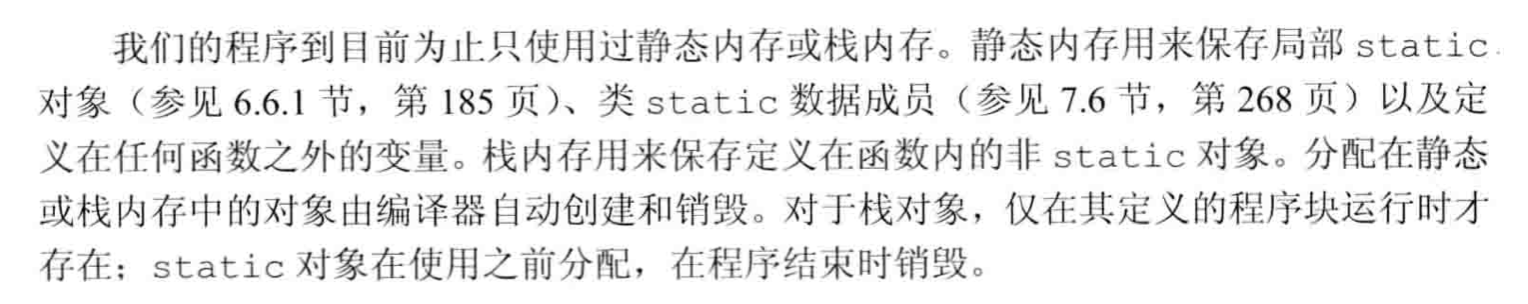 我们的程序到目前为止只使用过静态内存或栈内存。静态内存用来保存局部 static
对象（参见 6.6.1 节，第 185 页）、类 static 数据成员（参见 7.6 节，第 268 页）以及定
义在任何函数之外的变量。栈内存用来保存定义在函数内的非 static 对象。分配在静态
或栈内存中的对象由编译器自动创建和销毁。对于栈对象，仅在其定义的程序块运行时才
存在；static 对象在使用之前分配，在程序结束时销毁。